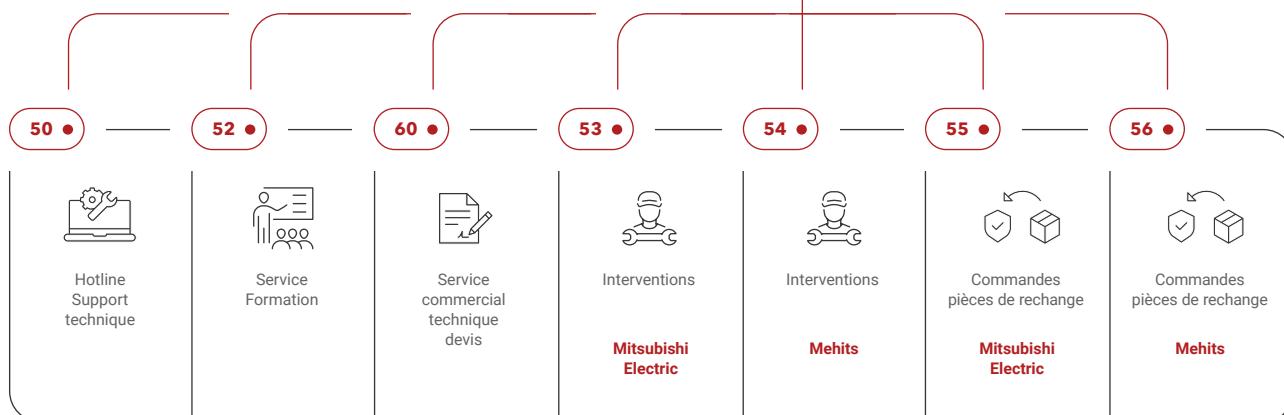 50
52
60
53
54
55
56
Hotline
Support
technique
Service
Formation
Service
commercial
technique
devis
Interventions
Mitsubishi
Electric
Interventions
Mehits
Commandes
pièces de rechange
Mitsubishi
Electric
Commandes
pièces de rechange
Mehits